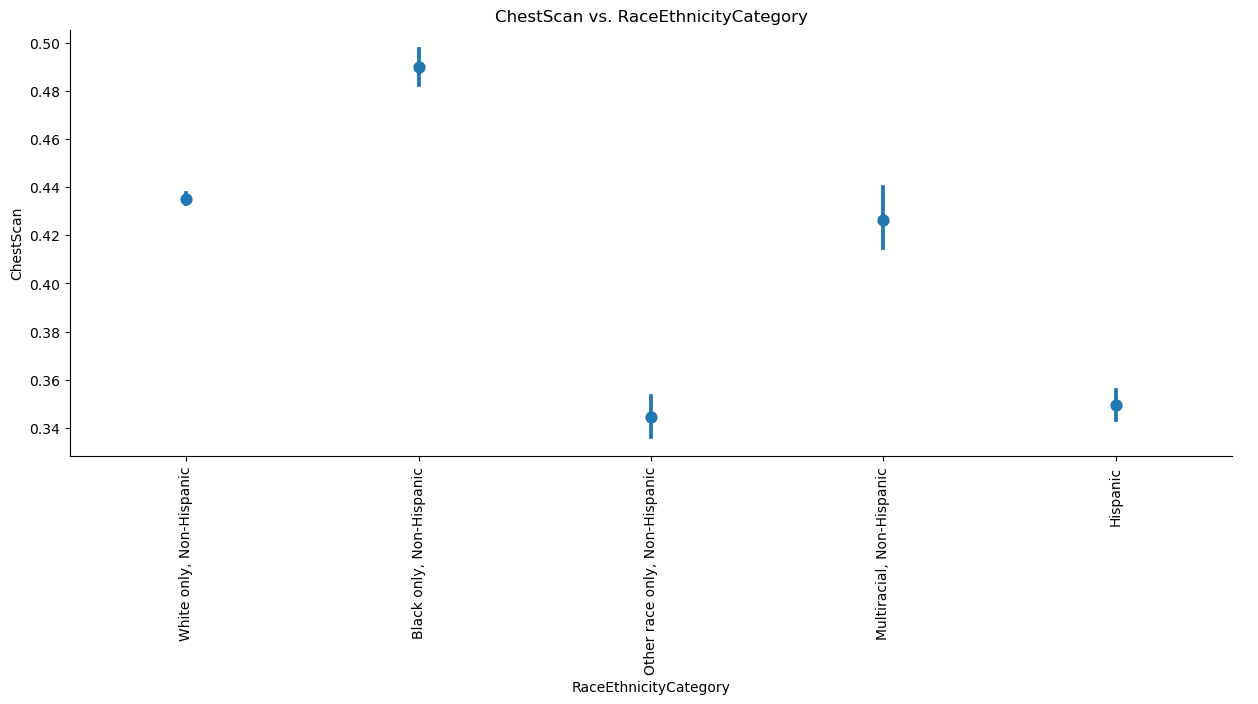 ChestScan vs. RaceEthnicityCategory
0.50
0.48
0.46
0.44
0.42
0.40
0.38
0.36
0.34
ChestScan
White only, Non-Hispanic
Black only, Non-Hispanic
Other race only, Non-Hispanic
Multiracial, Non-Hispanic
Hispanic
RaceEthnicityCategory